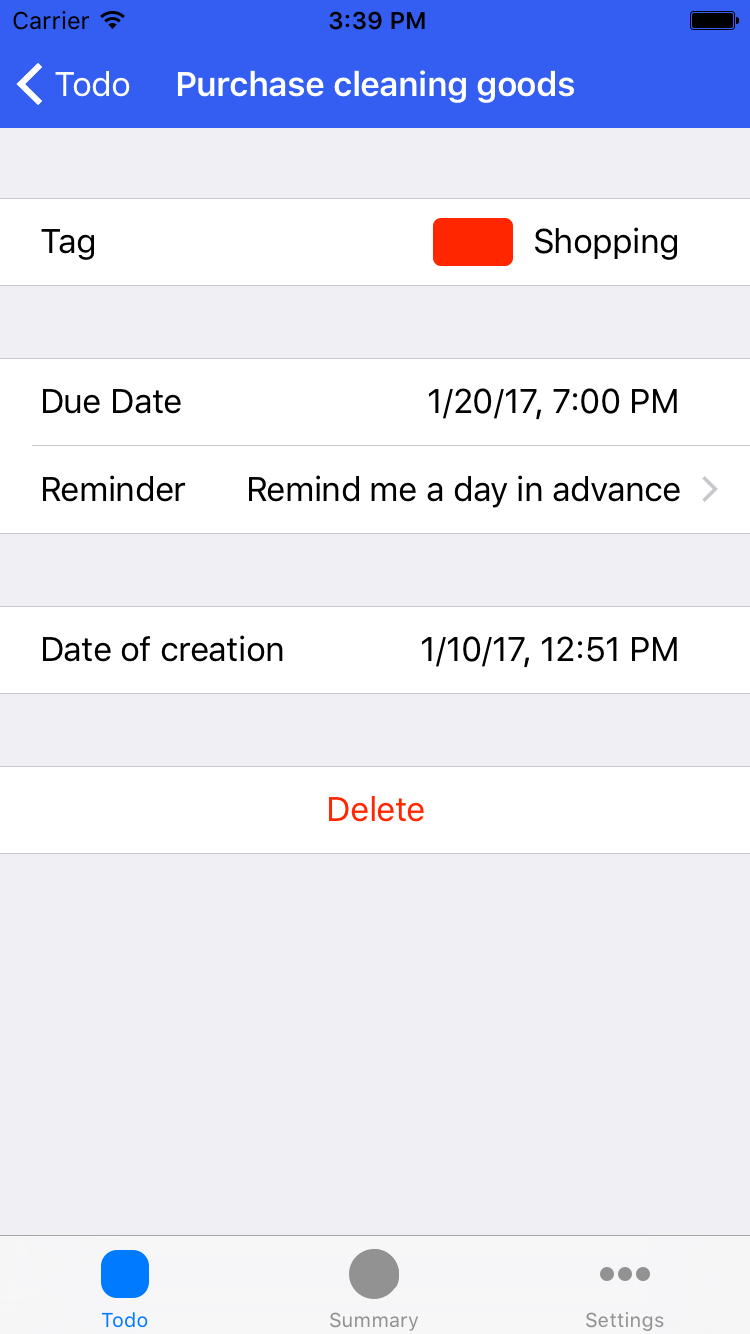 Carrier 3:39 PM
Todo Purchase cleaning goods
Tag Shopping
Due Date 1/20/17, 7:00 PM
Reminder Remind me a day in advance
Date of creation 1/10/17, 12:51 PM
Delete
Todo Summary Settings